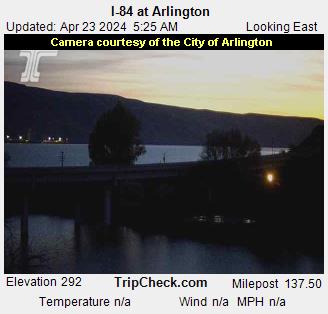 I-84 at Arlington
Updated: Apr 23 2024 5:25 AM Looking East
Camera courtesy of the City of Arlington
Elevation 292 TripCheck.com Milepost 137.50
Temperature n/a Wind n/a MPH n/a